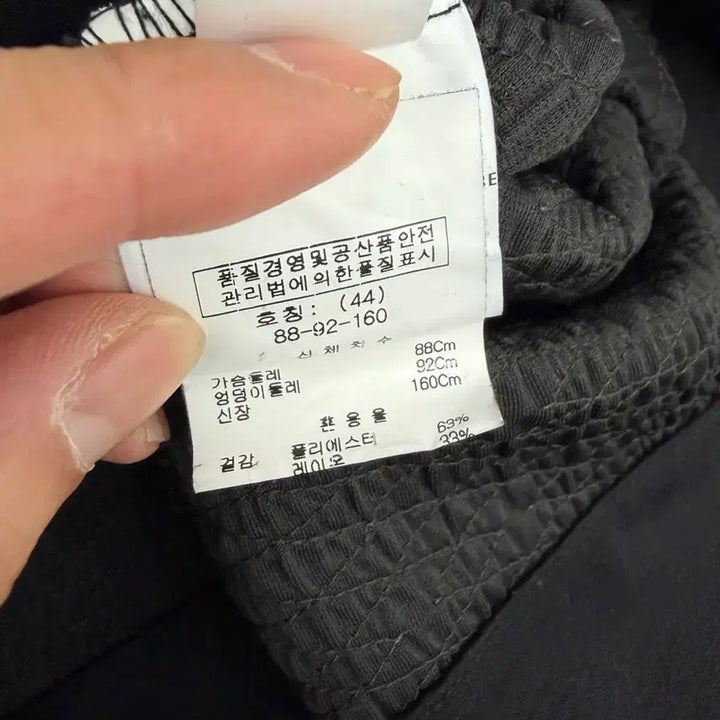 품질경영및공산품안전
관리법에의한품질표시
호칭: (44)
88-92-160
신체치수
가슴둘레 88Cm
엉덩이둘레 92Cm
신장 160Cm
혼용율
겉감 폴리에스터 63%
레이온 33%